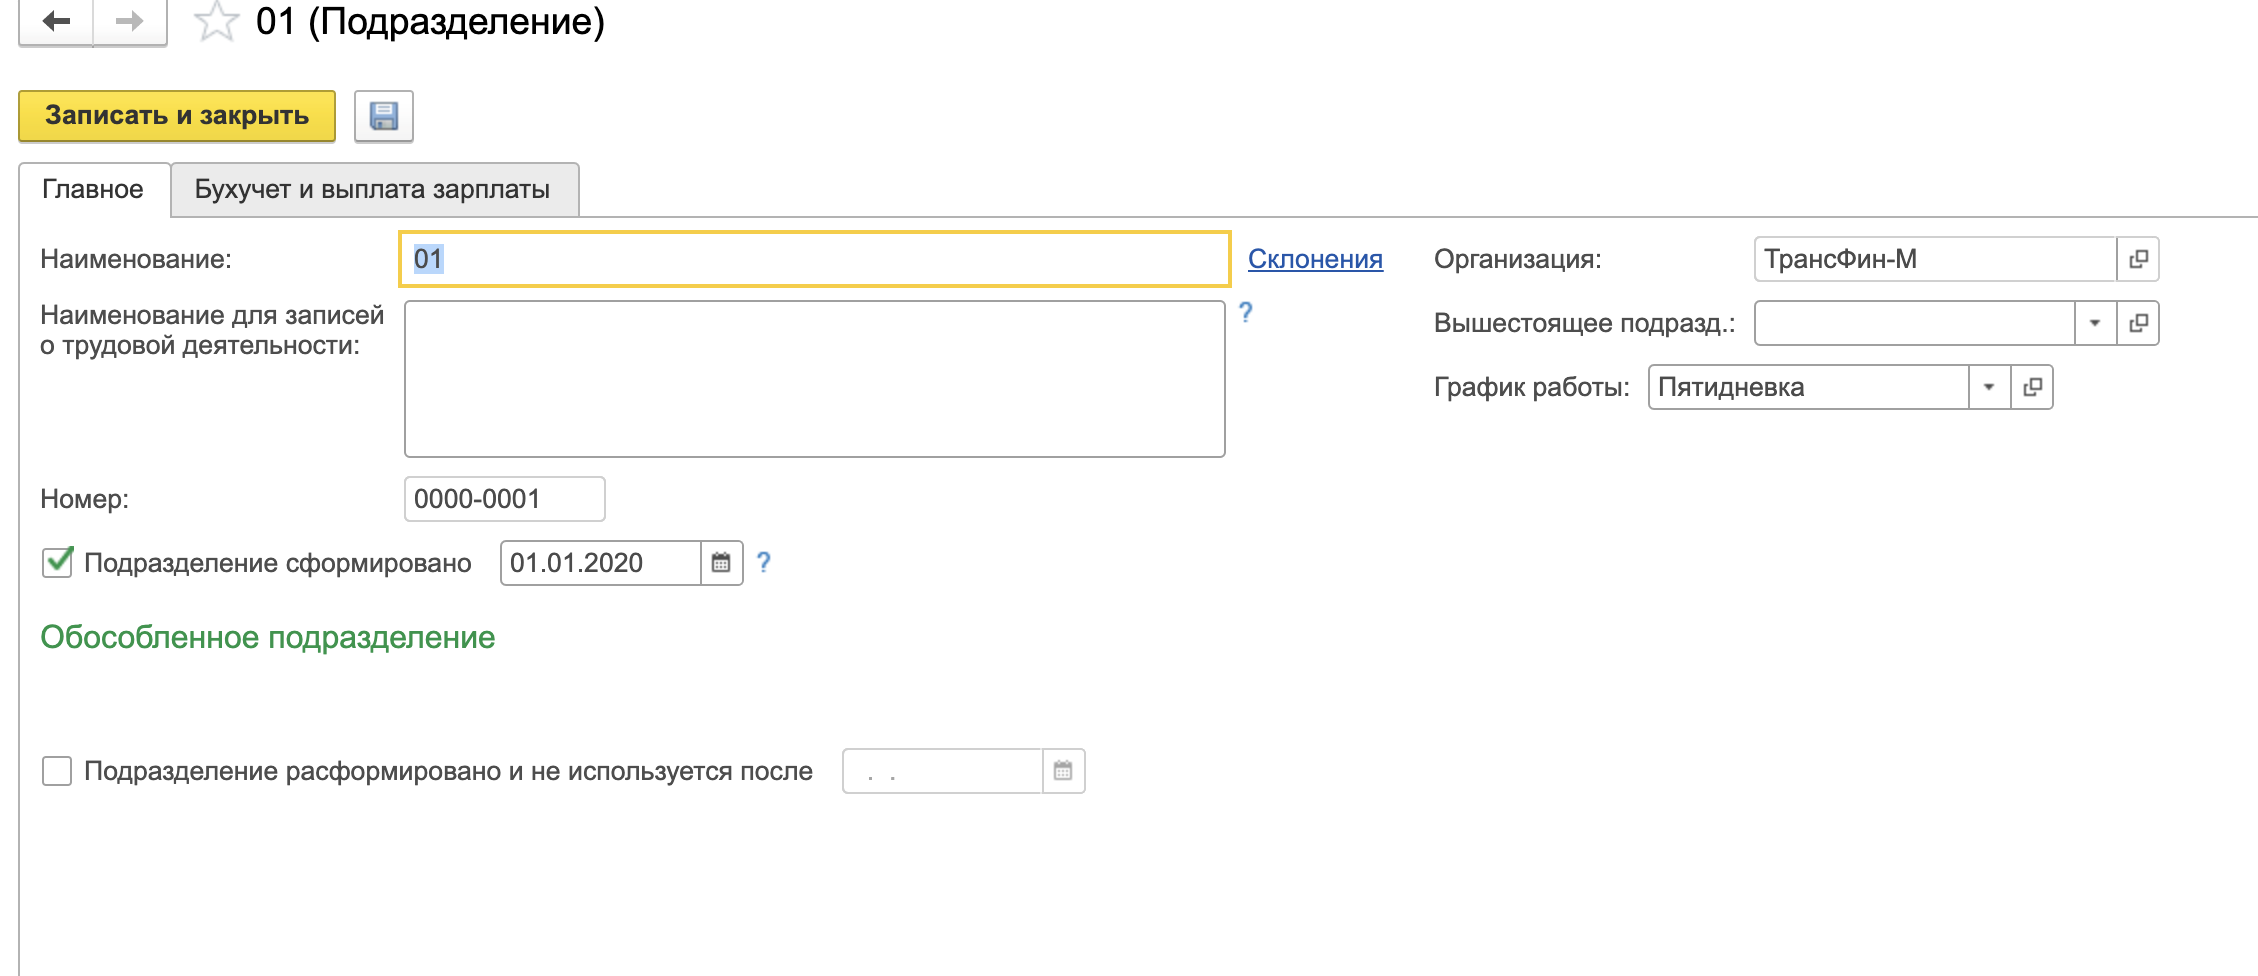 01 (Подразделение)
Записать и закрыть
Главное
Бухучет и выплата зарплаты
Наименование:
01
Склонения
Организация:
ТрансФин-М
Наименование для записей
о трудовой деятельности:
?
Вышестоящее подразд.:
График работы:
Пятидневка
Номер:
0000-0001
Подразделение сформировано
01.01.2020
?
Обособленное подразделение
Подразделение расформировано и не используется после
. .